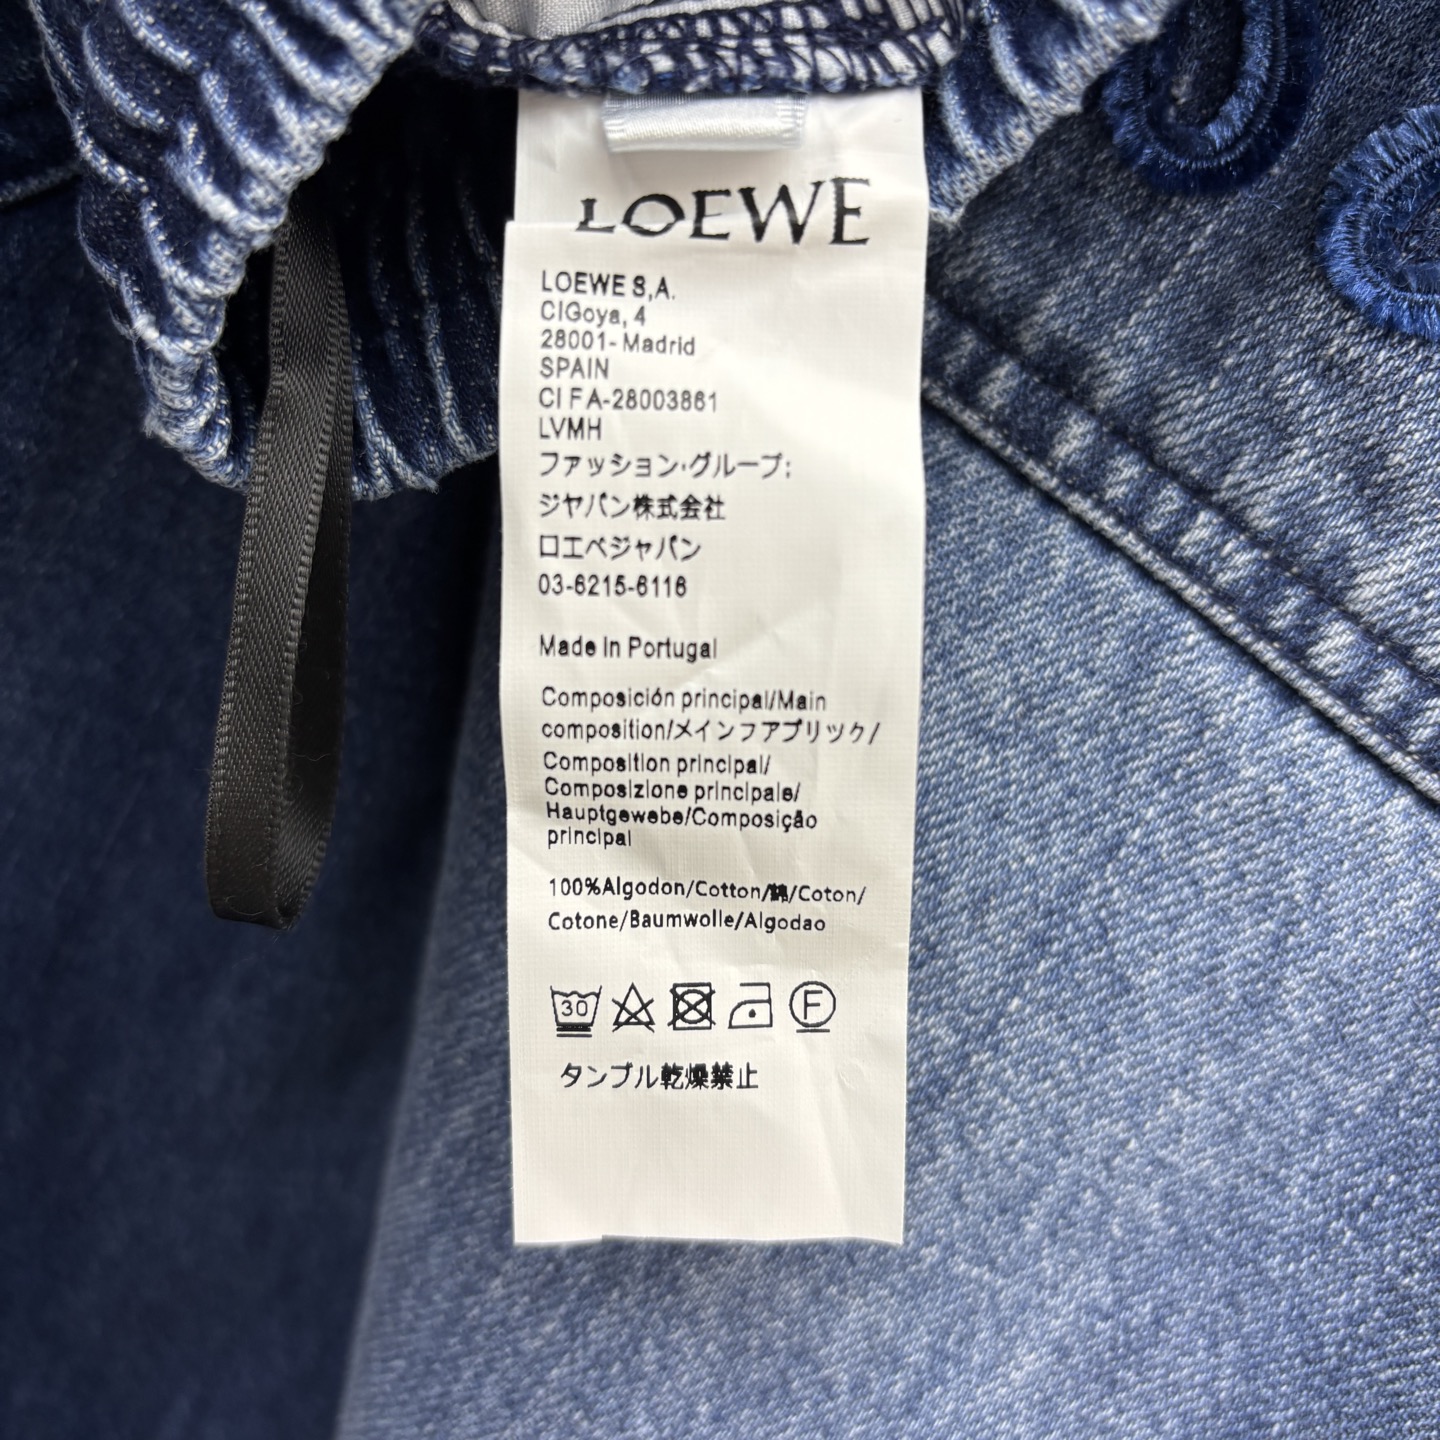 LOEWE
LOEWE S,A.
CIGoya, 4
28001- Madrid
SPAIN
CI F A-28003861
LVMH
ファッション·グループ:
ジヤパン株式会社
ロエベジャパン
03-6215-6116
Made In Portugal
Composición principal/Main
composition/メインファブリック/
Composition principal/
Composizione principale/
Hauptgewebe/Composição
principal
100%Algodon/Cotton/綿/Coton/
Cotone/Baumwolle/Algodao
30
F
タンブル乾燥禁止